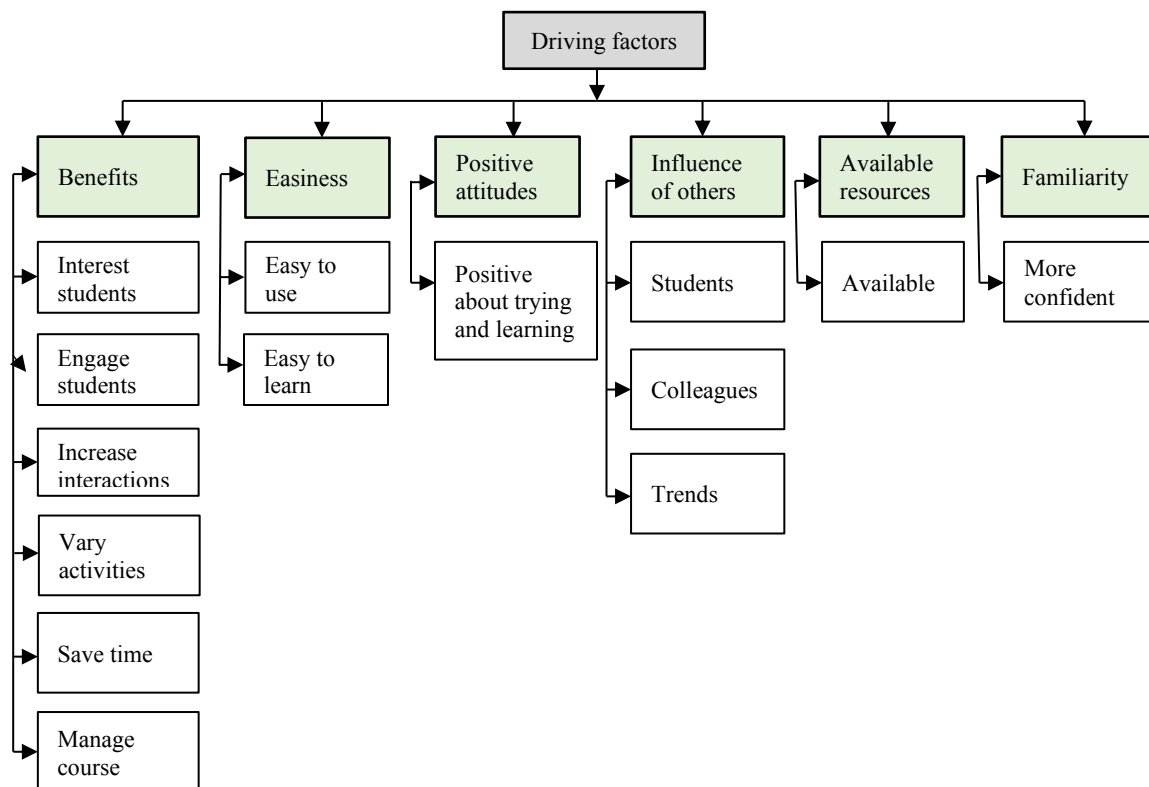 Driving factors
Benefits
Easiness
Positive
attitudes
Influence
of others
Available
resources
Familiarity
Interest
students
Engage
students
Increase
interactions
Vary
activities
Save time
Manage
course
Easy to
use
Easy to
learn
Positive
about trying
and learning
Students
Colleagues
Trends
Available
More
confident